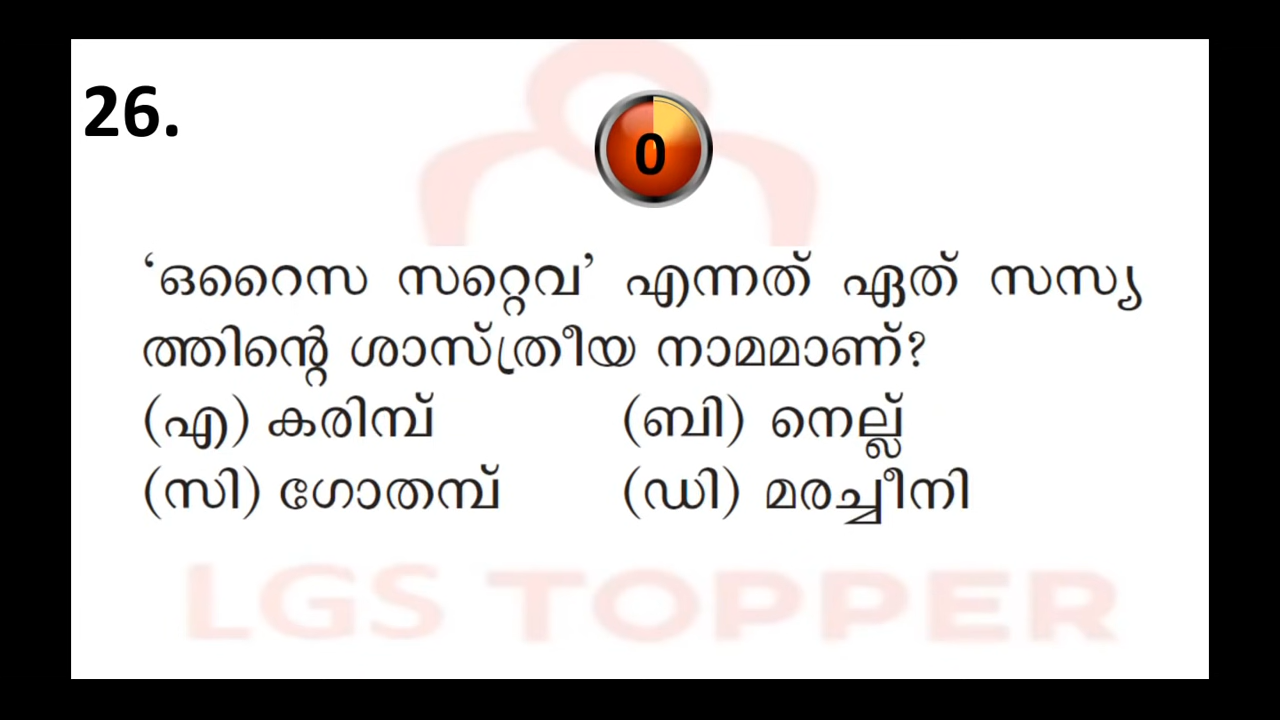 26.
0
‘ഒറൈസ സറ്റൈവ’ എന്നത് ഏത് സസ്യ
ത്തിന്റെ ശാസ്ത്രീയ നാമമാണ്?
(എ) കരിമ്പ് (ബി) നെല്ല്
(സി) ഗോതമ്പ് (ഡി) മരച്ചീനി
LGS TOPPER